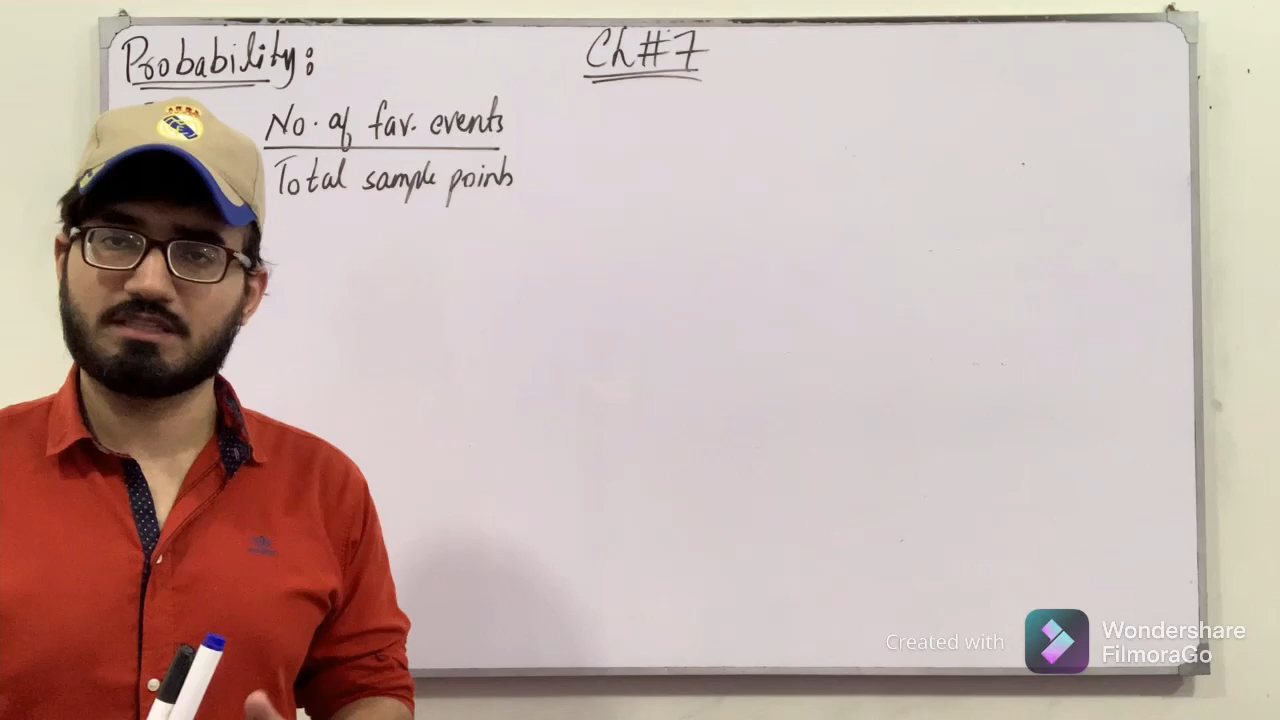 Probability:
Ch#7
No. of fav. events
Total sample points
Created with
Wondershare
FilmoraGo